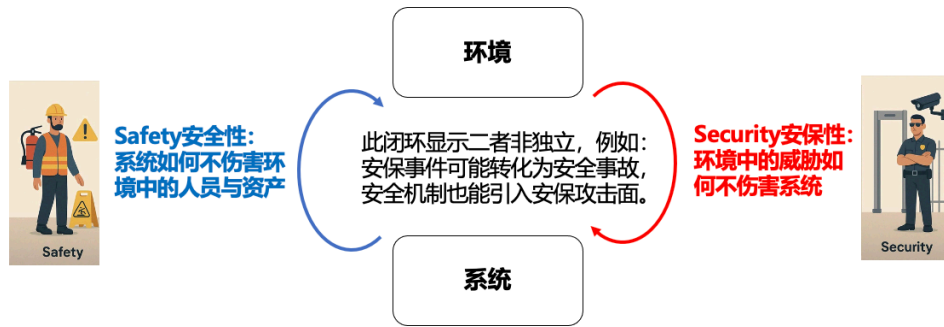 环境
Safety安全性：
系统如何不伤害环
境中的人员与资产
Safety
此闭环显示二者非独立，例如：
安保事件可能转化为安全事故，
安全机制也能引入安保攻击面。
Security安保性：
环境中的威胁如
何不伤害系统
Security
系统